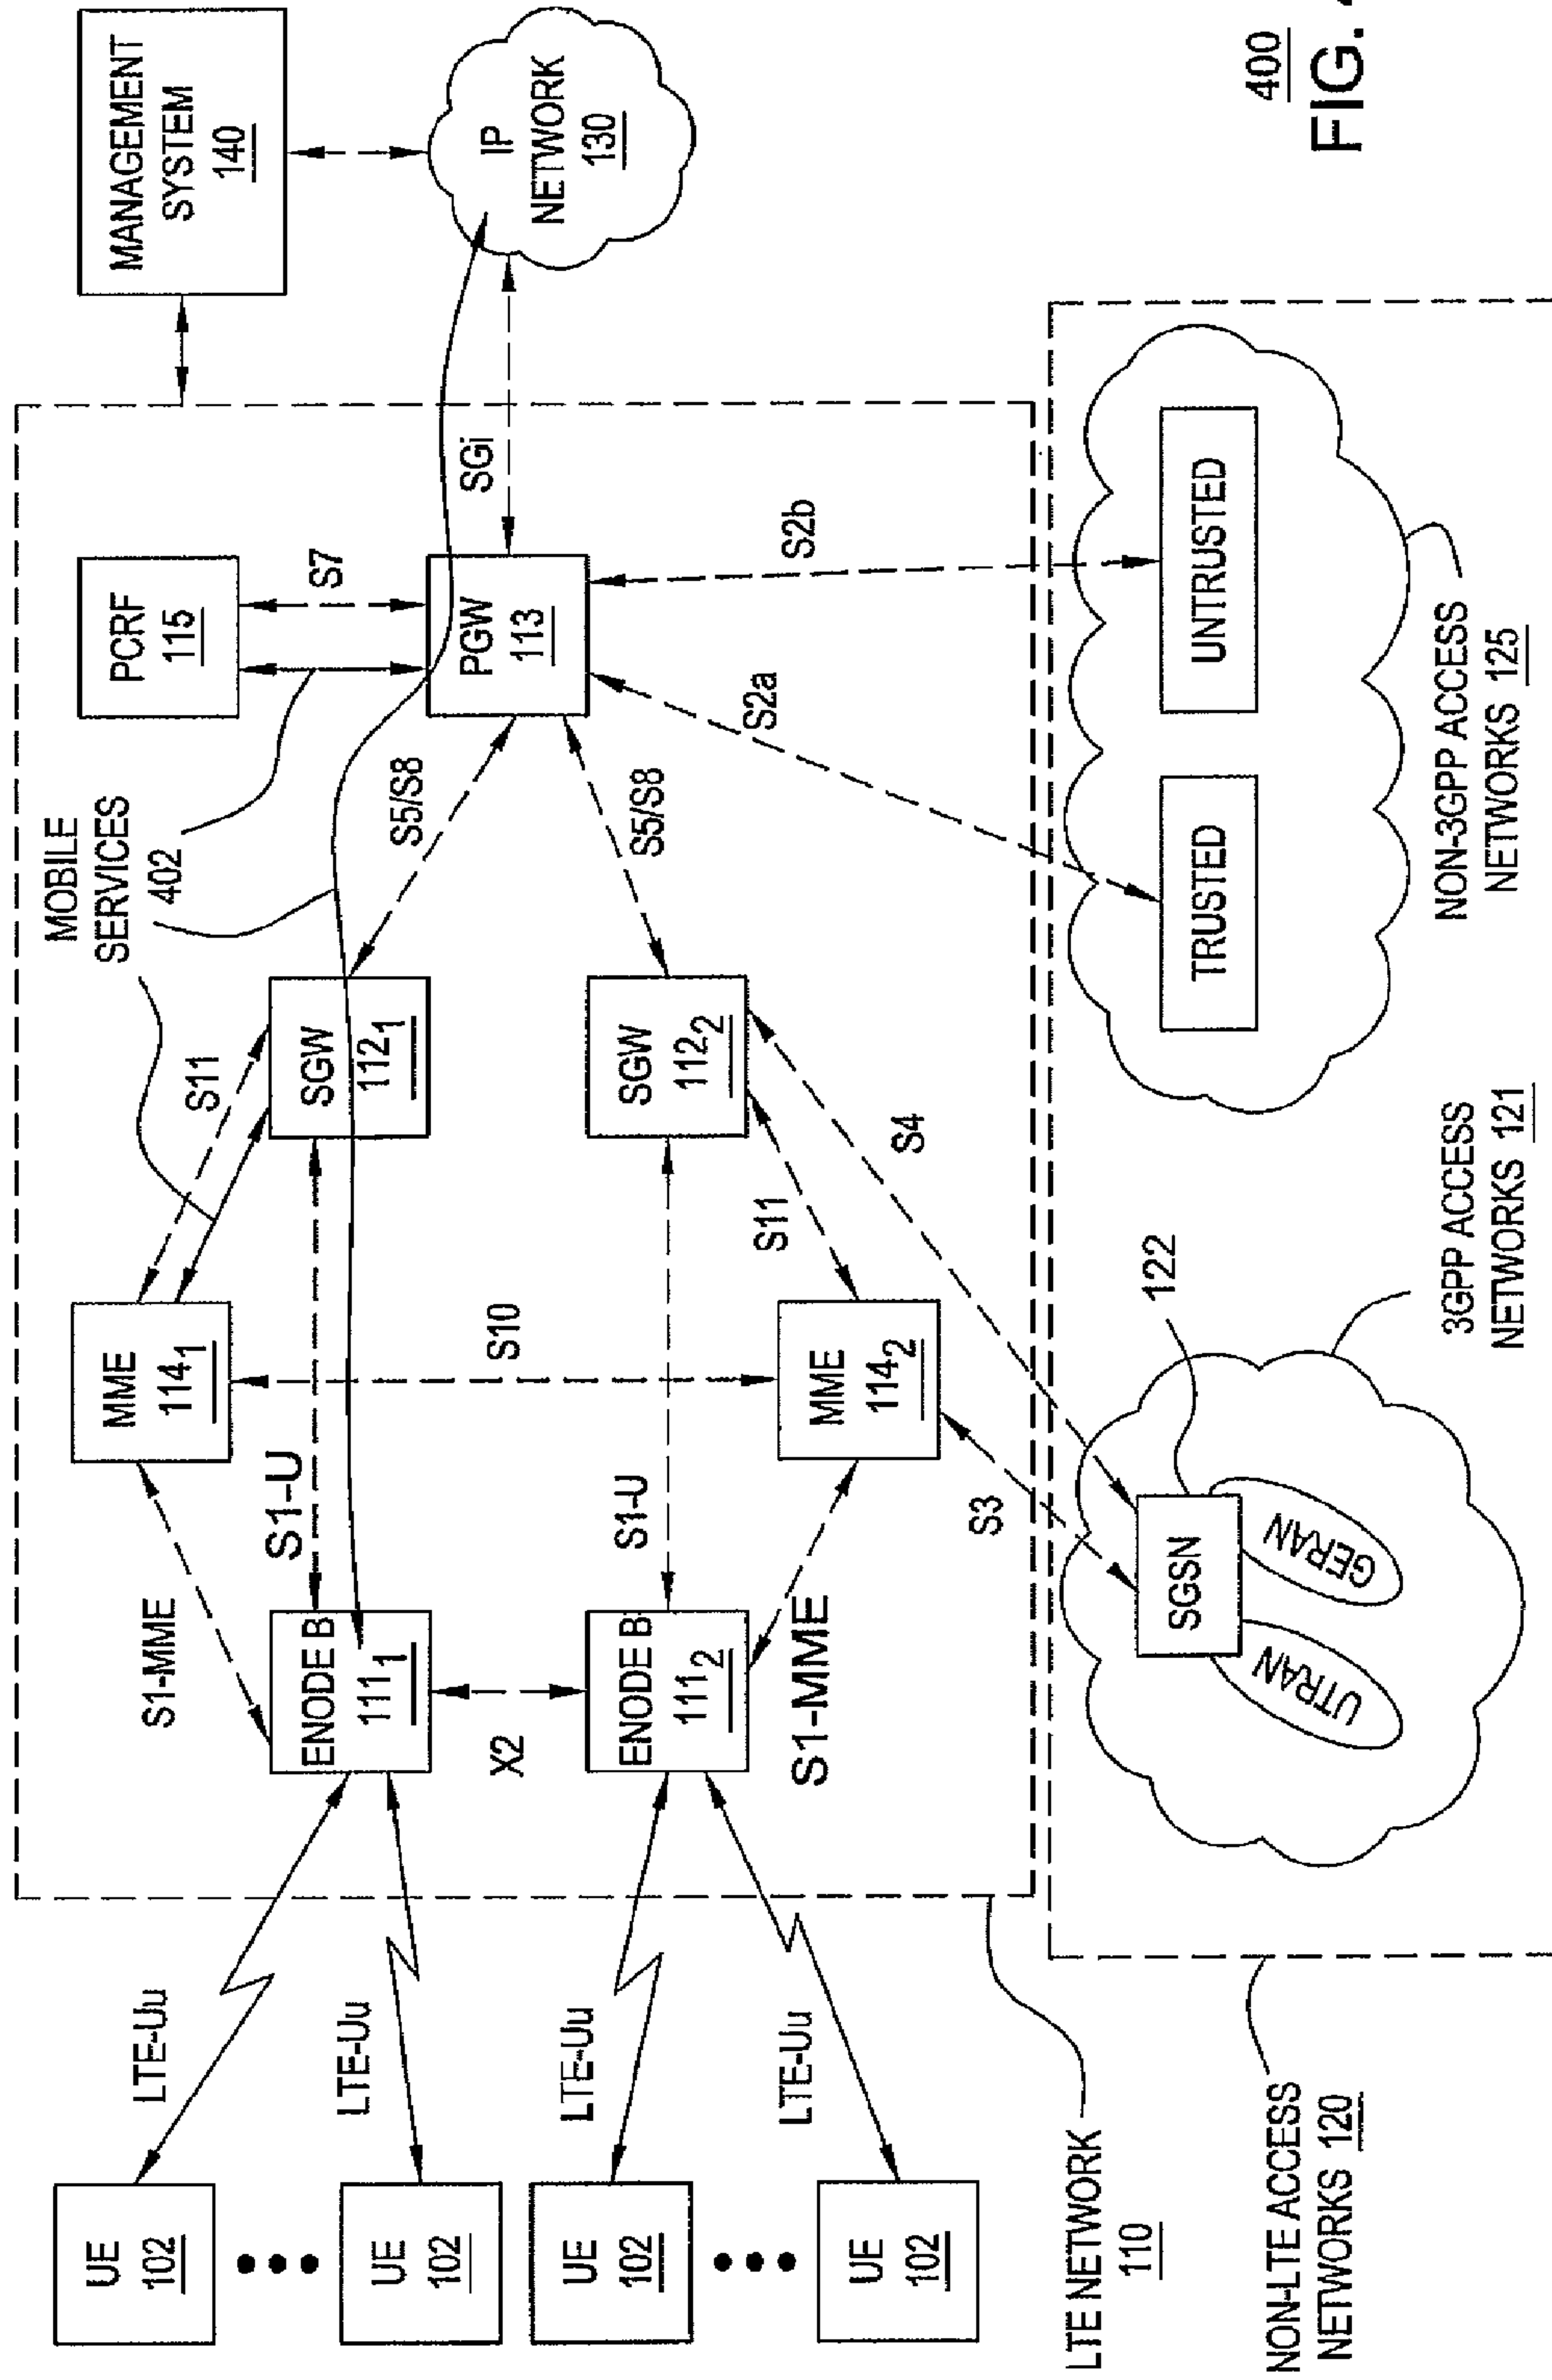 UE
102
UE
102
UE
102
UE
102
LTE-Uu
LTE-Uu
LTE-Uu
LTE-Uu
S1-MME
ENODE B
111₁
X2
ENODE B
111₂
S1-MME
MME
114₁
S1-U
S10
S1-U
MME
114₂
S11
SGW
112₁
S11
SGW
112₂
MOBILE
SERVICES
402
S5/S8
S5/S8
PCRF
115
S7
PGW
113
SGi
MANAGEMENT
SYSTEM
140
IP
NETWORK
130
S2a
S2b
S3
S4
LTE NETWORK
110
NON-LTE ACCESS
NETWORKS 120
SGSN
122
UTRAN
GERAN
3GPP ACCESS
NETWORKS 121
TRUSTED
UNTRUSTED
NON-3GPP ACCESS
NETWORKS 125
400
FIG.